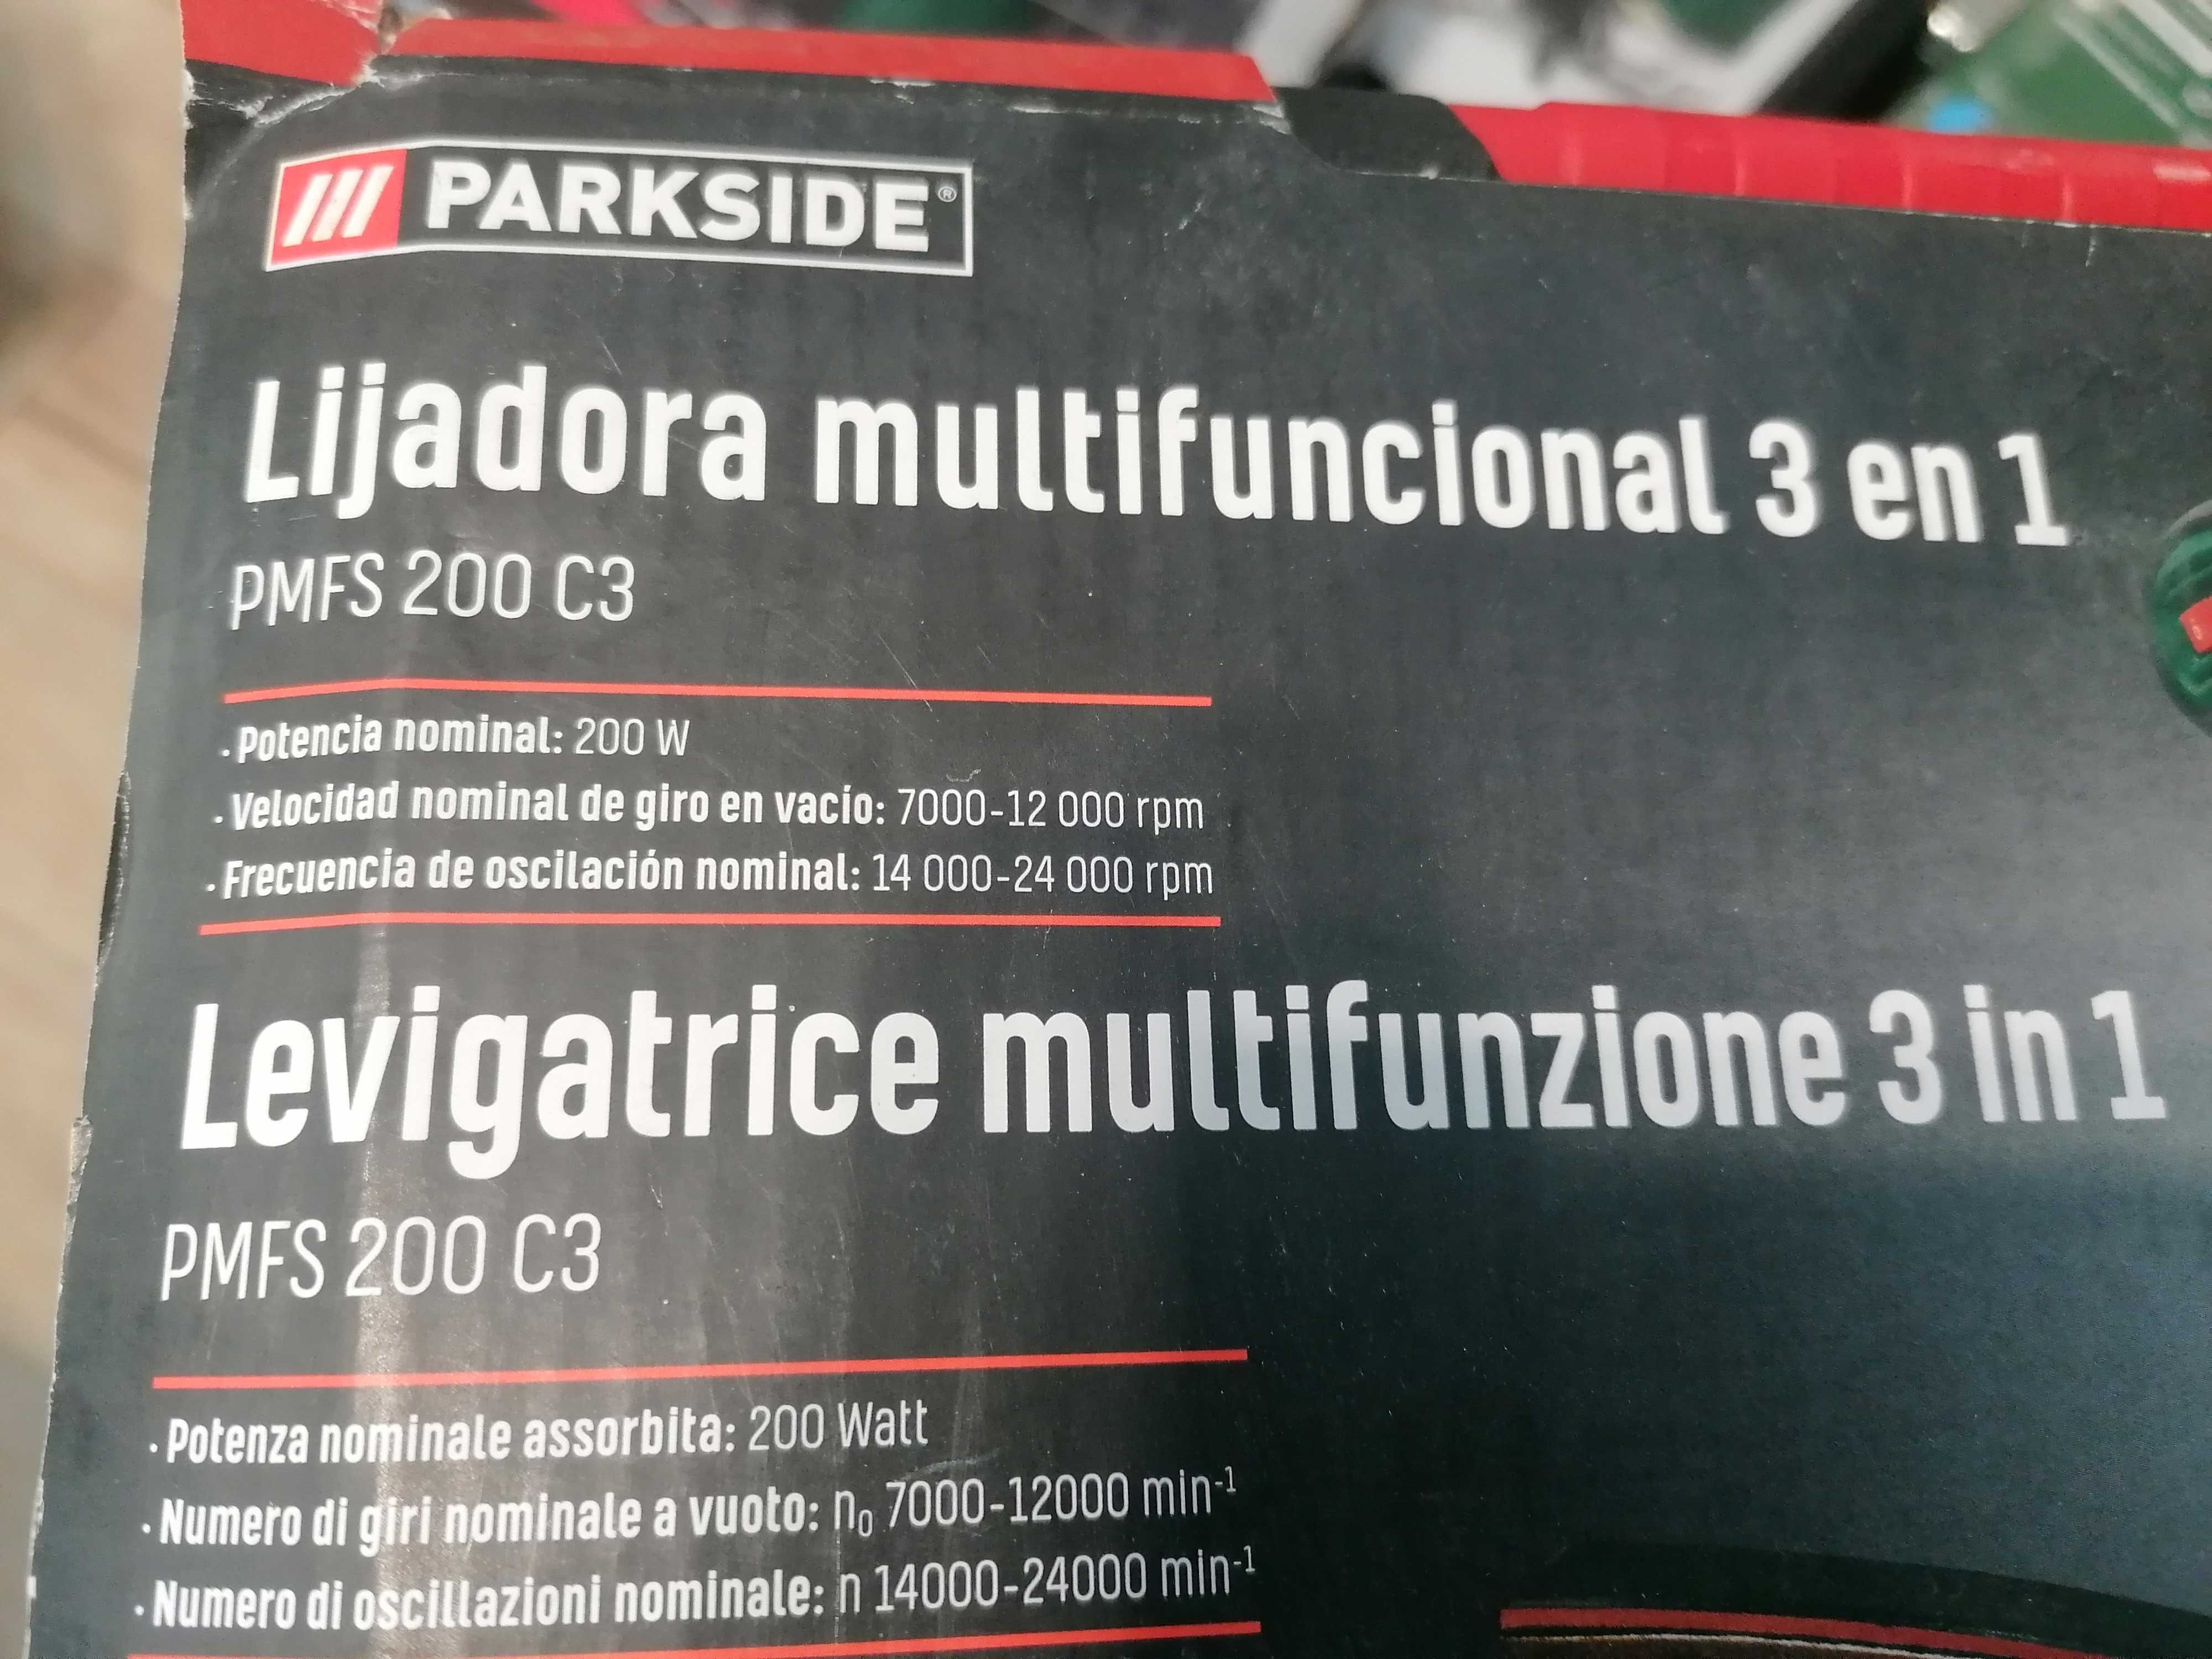 PARKSIDE®
Lijadora multifuncional 3 en 1
PMFS 200 C3
· Potencia nominal: 200 W
· Velocidad nominal de giro en vacío: 7000-12 000 rpm
· Frecuencia de oscilación nominal: 14 000-24 000 rpm
Levigatrice multifunzione 3 in 1
PMFS 200 C3
· Potenza nominale assorbita: 200 Watt
· Numero di giri nominale a vuoto: n₀ 7000-12000 min⁻¹
· Numero di oscillazioni nominale: n 14000-24000 min⁻¹